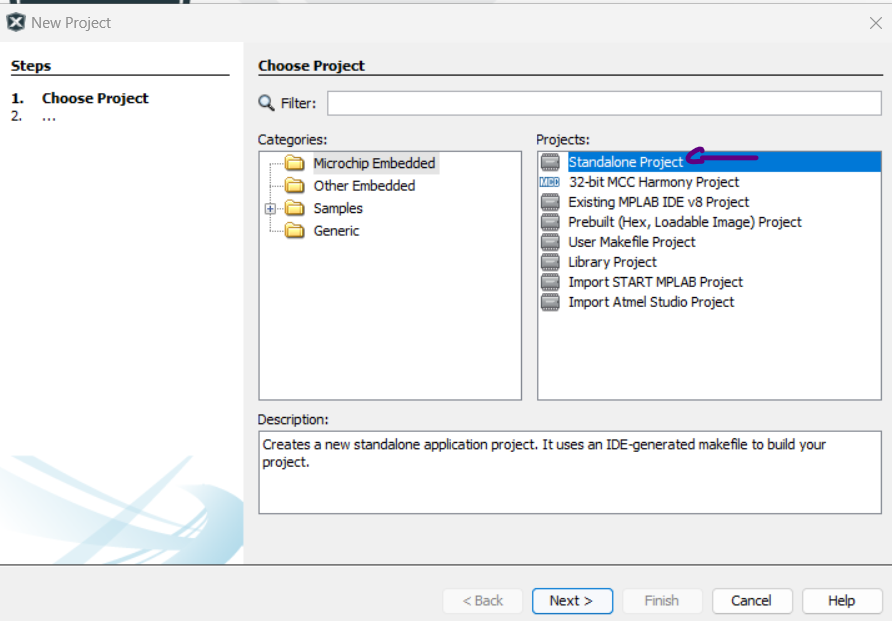 New Project
Steps
1. Choose Project
2. ...
Choose Project
Filter:
Categories:
Microchip Embedded
Other Embedded
Samples
Generic
Projects:
Standalone Project
MCC 32-bit MCC Harmony Project
Existing MPLAB IDE v8 Project
Prebuilt (Hex, Loadable Image) Project
User Makefile Project
Library Project
Import START MPLAB Project
Import Atmel Studio Project
Description:
Creates a new standalone application project. It uses an IDE-generated makefile to build your
project.
< Back
Next >
Finish
Cancel
Help